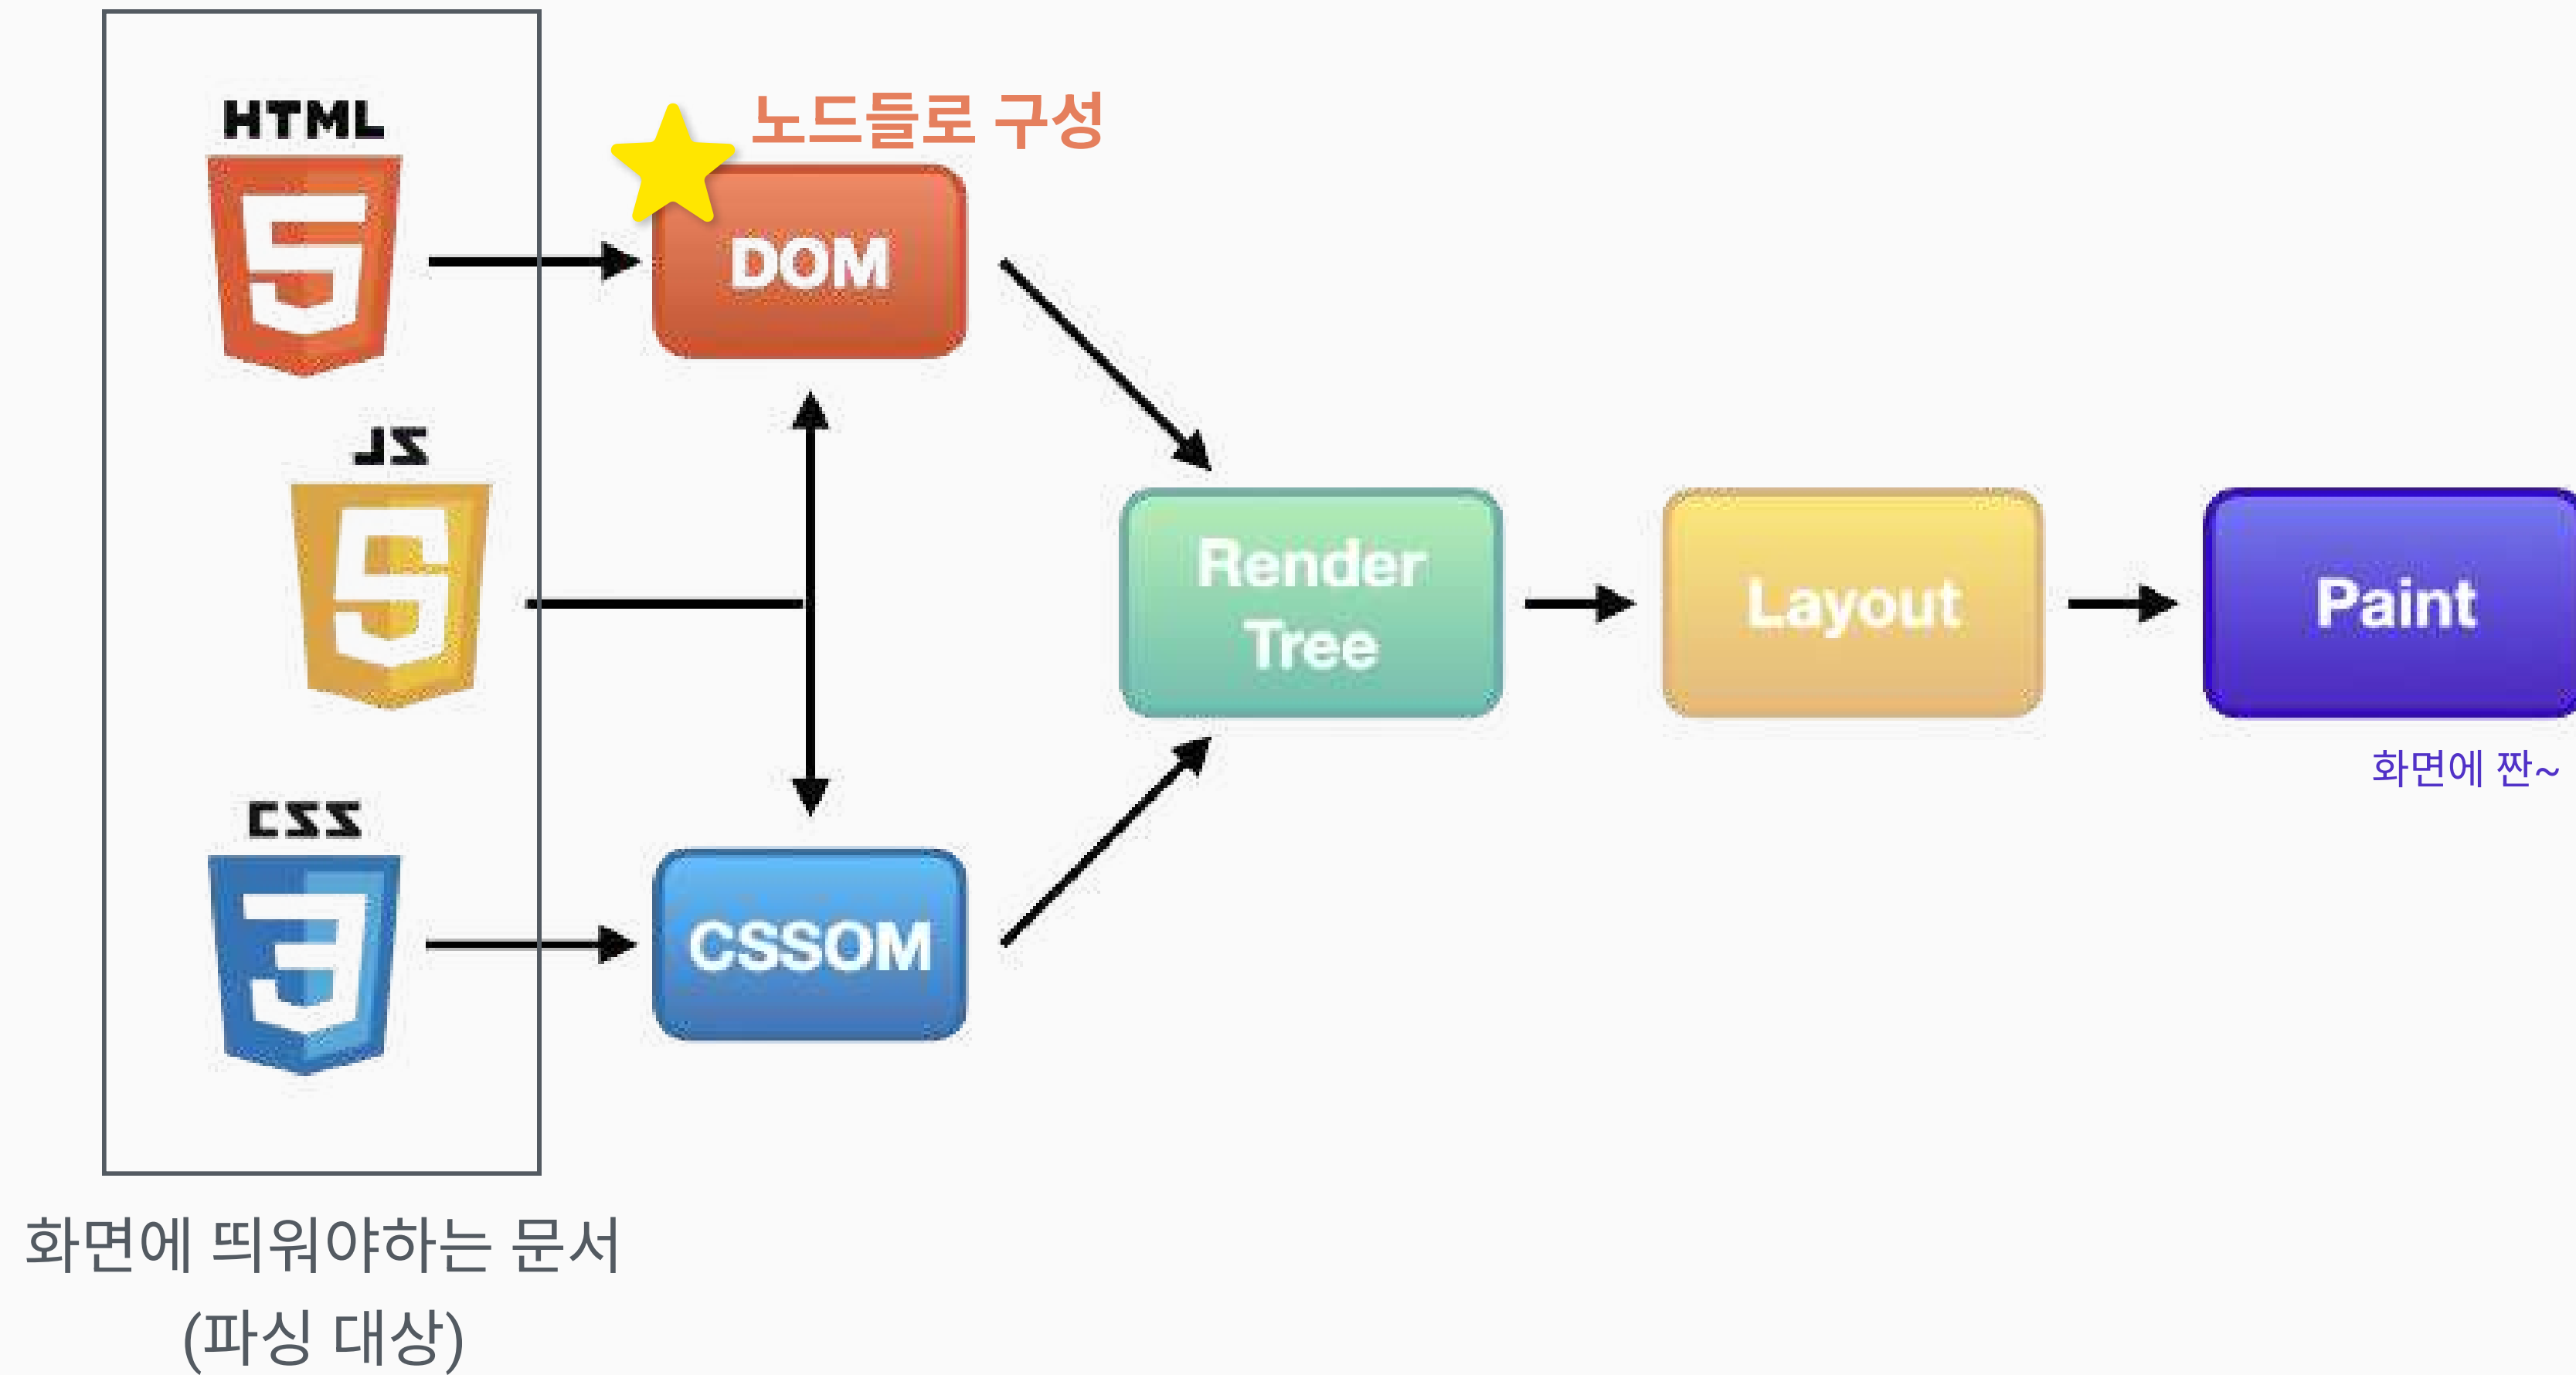 HTML
노드들로 구성
DOM
JS
5
Render
Tree
Layout
Paint
화면에 짠~
CSS
CSSOM
화면에 띄워야하는 문서
(파싱 대상)